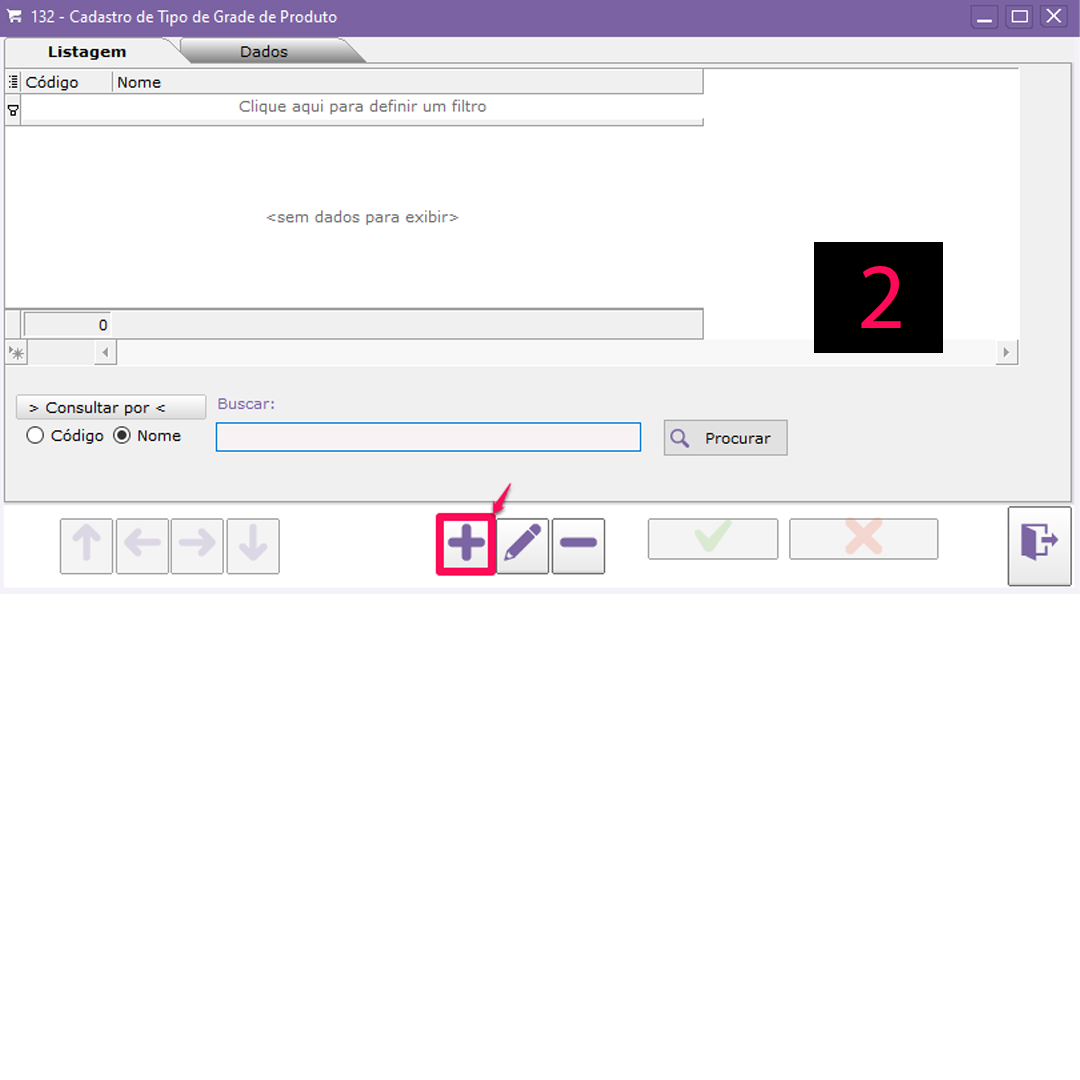 132 - Cadastro de Tipo de Grade de Produto
Listagem
Dados
Código
Nome
Clique aqui para definir um filtro
<sem dados para exibir>
2
0
> Consultar por <
Buscar:
Código
Nome
Procurar